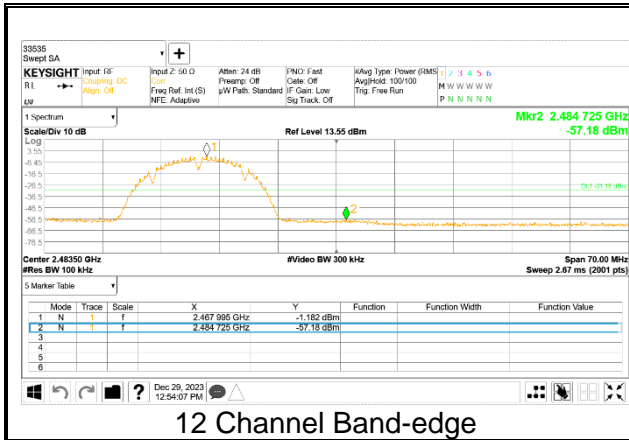 33535
Swept SA
KEYSIGHT Input: RF Input Z: 50 Ω Atten: 24 dB PNO: Fast #Avg Type: Power (RMS 1 2 3 4 5 6
R L Coupling: DC Corr Preamp: Off Gate: Off Avg|Hold: 100/100 M W W W W W
Align: Off Freq Ref: Int (S) µW Path: Standard IF Gain: Low Trig: Free Run
NFE: Adaptive Sig Track: Off P N N N N N
1 Spectrum Mkr2 2.484 725 GHz
Scale/Div 10 dB Ref Level 13.55 dBm -57.18 dBm
Log
3.55
-6.45
-16.5
-26.5
-36.5
-46.5
-56.5
-66.5
-76.5
1
2
DL1 -31.18 dBm
Center 2.48350 GHz #Video BW 300 kHz Span 70.00 MHz
#Res BW 100 kHz Sweep 2.67 ms (2001 pts)
5 Marker Table
Mode Trace Scale X Y Function Function Width Function Value
1 N 1 f 2.467 995 GHz -1.182 dBm
2 N 1 f 2.484 725 GHz -57.18 dBm
3
4
5
6
Dec 29, 2023
12:54:07 PM
12 Channel Band-edge